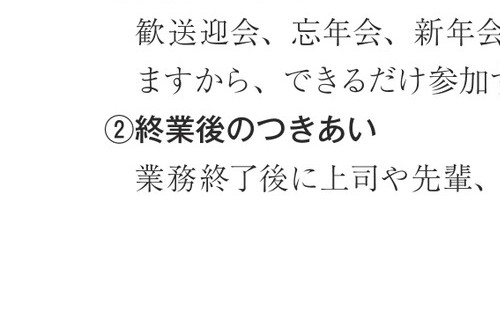 歓送迎会、忘年会、新年会
ますから、できるだけ参加
②終業後のつきあい
業務終了後に上司や先輩、